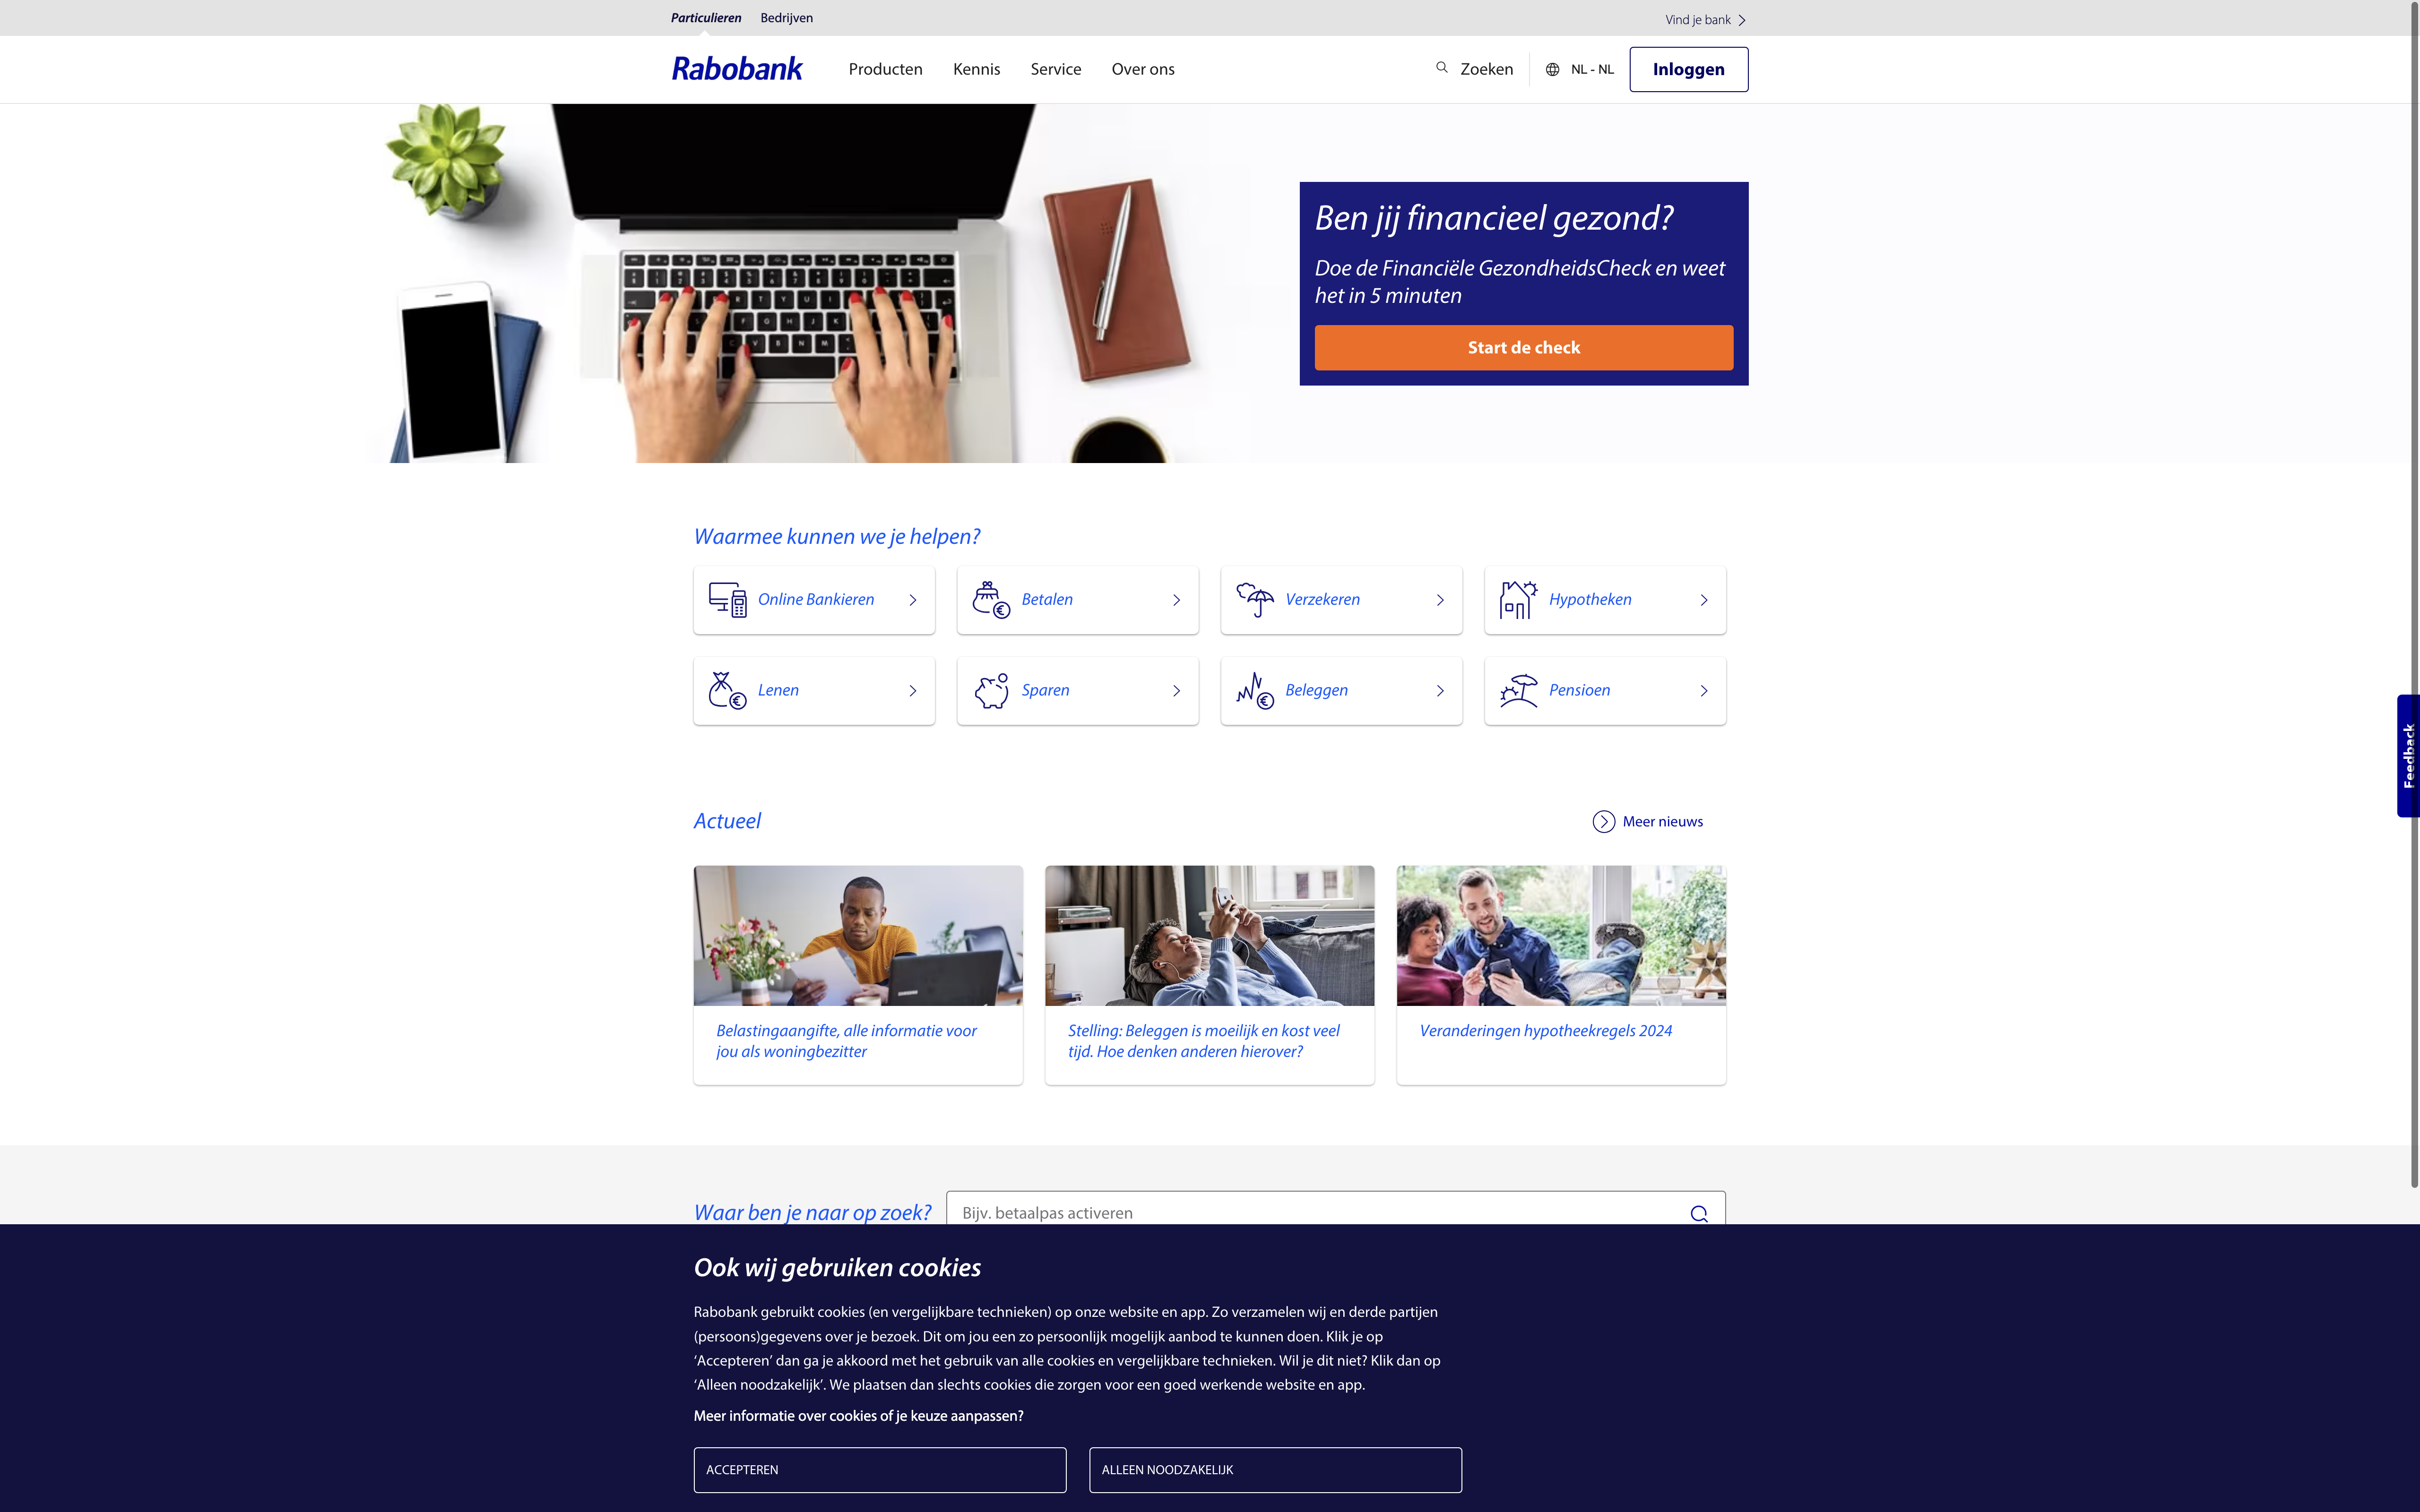 Particulieren
Bedrijven
Vind je bank
Rabobank
Producten
Kennis
Service
Over ons
Zoeken
NL - NL
Inloggen
Ben jij financieel gezond?
Doe de Financiële GezondheidsCheck en weet
het in 5 minuten
Start de check
Waarmee kunnen we je helpen?
Online Bankieren
Betalen
Verzekeren
Hypotheken
Lenen
Sparen
Beleggen
Pensioen
Feedback
Actueel
Meer nieuws
Belastingaangifte, alle informatie voor
jou als woningbezitter
Stelling: Beleggen is moeilijk en kost veel
tijd. Hoe denken anderen hierover?
Veranderingen hypotheekregels 2024
Waar ben je naar op zoek?
Bijv. betaalpas activeren
Ook wij gebruiken cookies
Rabobank gebruikt cookies (en vergelijkbare technieken) op onze website en app. Zo verzamelen wij en derde partijen
(persoons)gegevens over je bezoek. Dit om jou een zo persoonlijk mogelijk aanbod te kunnen doen. Klik je op
‘Accepteren’ dan ga je akkoord met het gebruik van alle cookies en vergelijkbare technieken. Wil je dit niet? Klik dan op
‘Alleen noodzakelijk’. We plaatsen dan slechts cookies die zorgen voor een goed werkende website en app.
Meer informatie over cookies of je keuze aanpassen?
ACCEPTEREN
ALLEEN NOODZAKELIJK